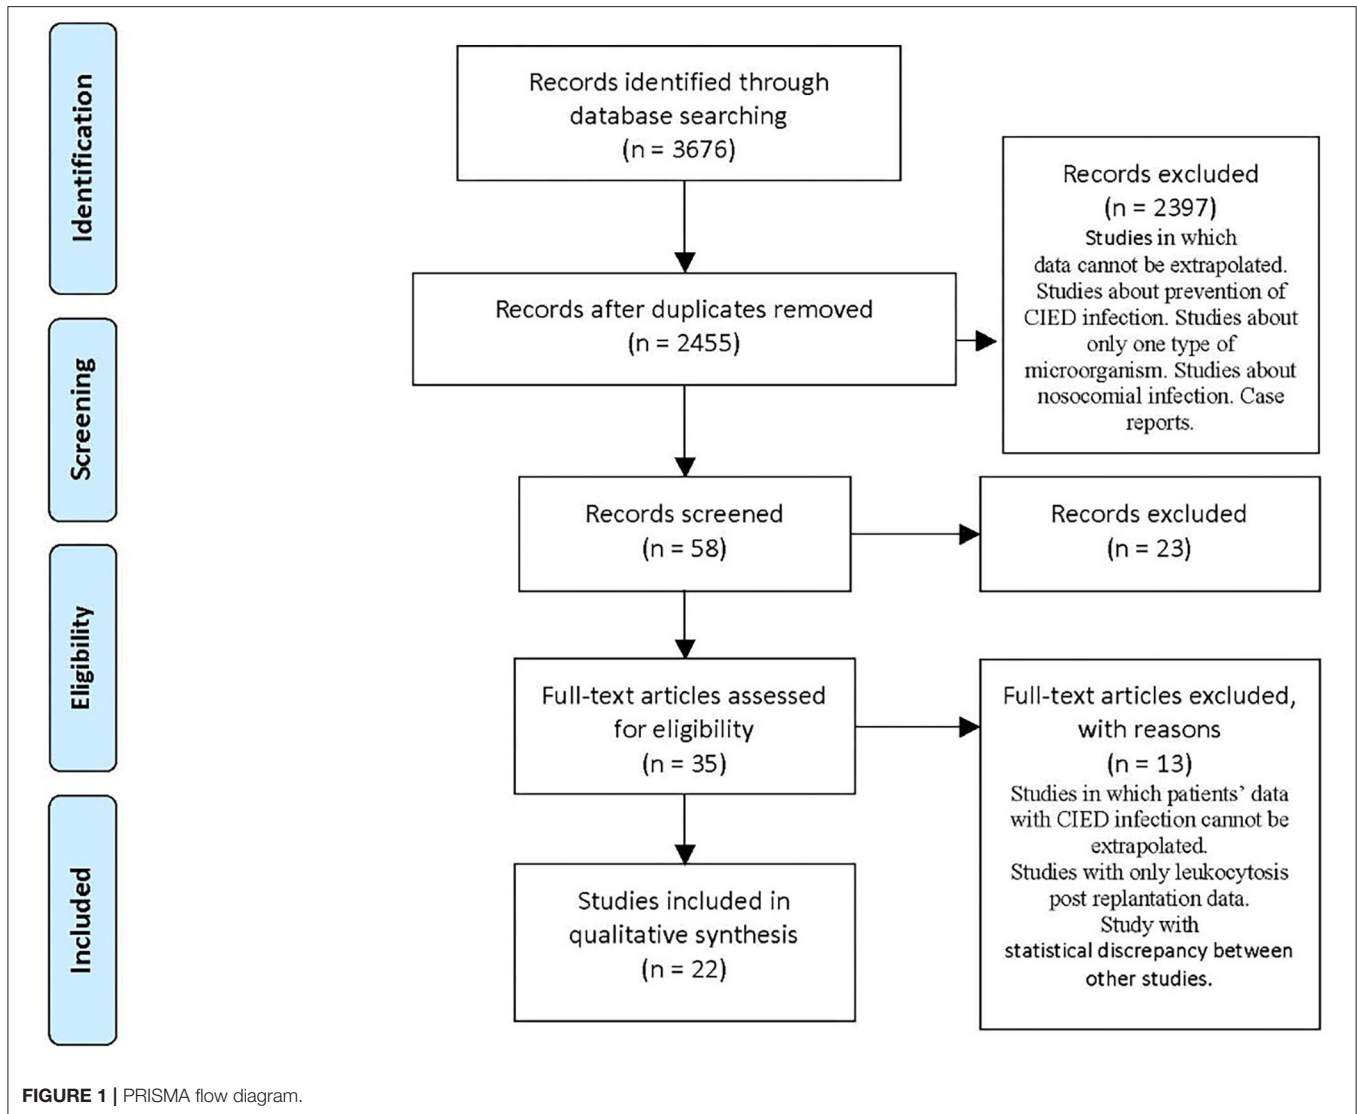 Identification
Records identified through
database searching
(n = 3676)
Records after duplicates removed
(n = 2455)
Records excluded
(n = 2397)
Studies in which
data cannot be extrapolated.
Studies about prevention of
CIED infection. Studies about
only one type of
microorganism. Studies about
nosocomial infection. Case
reports.
Screening
Records screened
(n = 58)
Records excluded
(n = 23)
Eligibility
Full-text articles assessed
for eligibility
(n = 35)
Full-text articles excluded,
with reasons
(n = 13)
Studies in which patients’ data
with CIED infection cannot be
extrapolated.
Studies with only leukocytosis
post replantation data.
Study with
statistical discrepancy between
other studies.
Included
Studies included in
qualitative synthesis
(n = 22)
FIGURE 1 | PRISMA flow diagram.